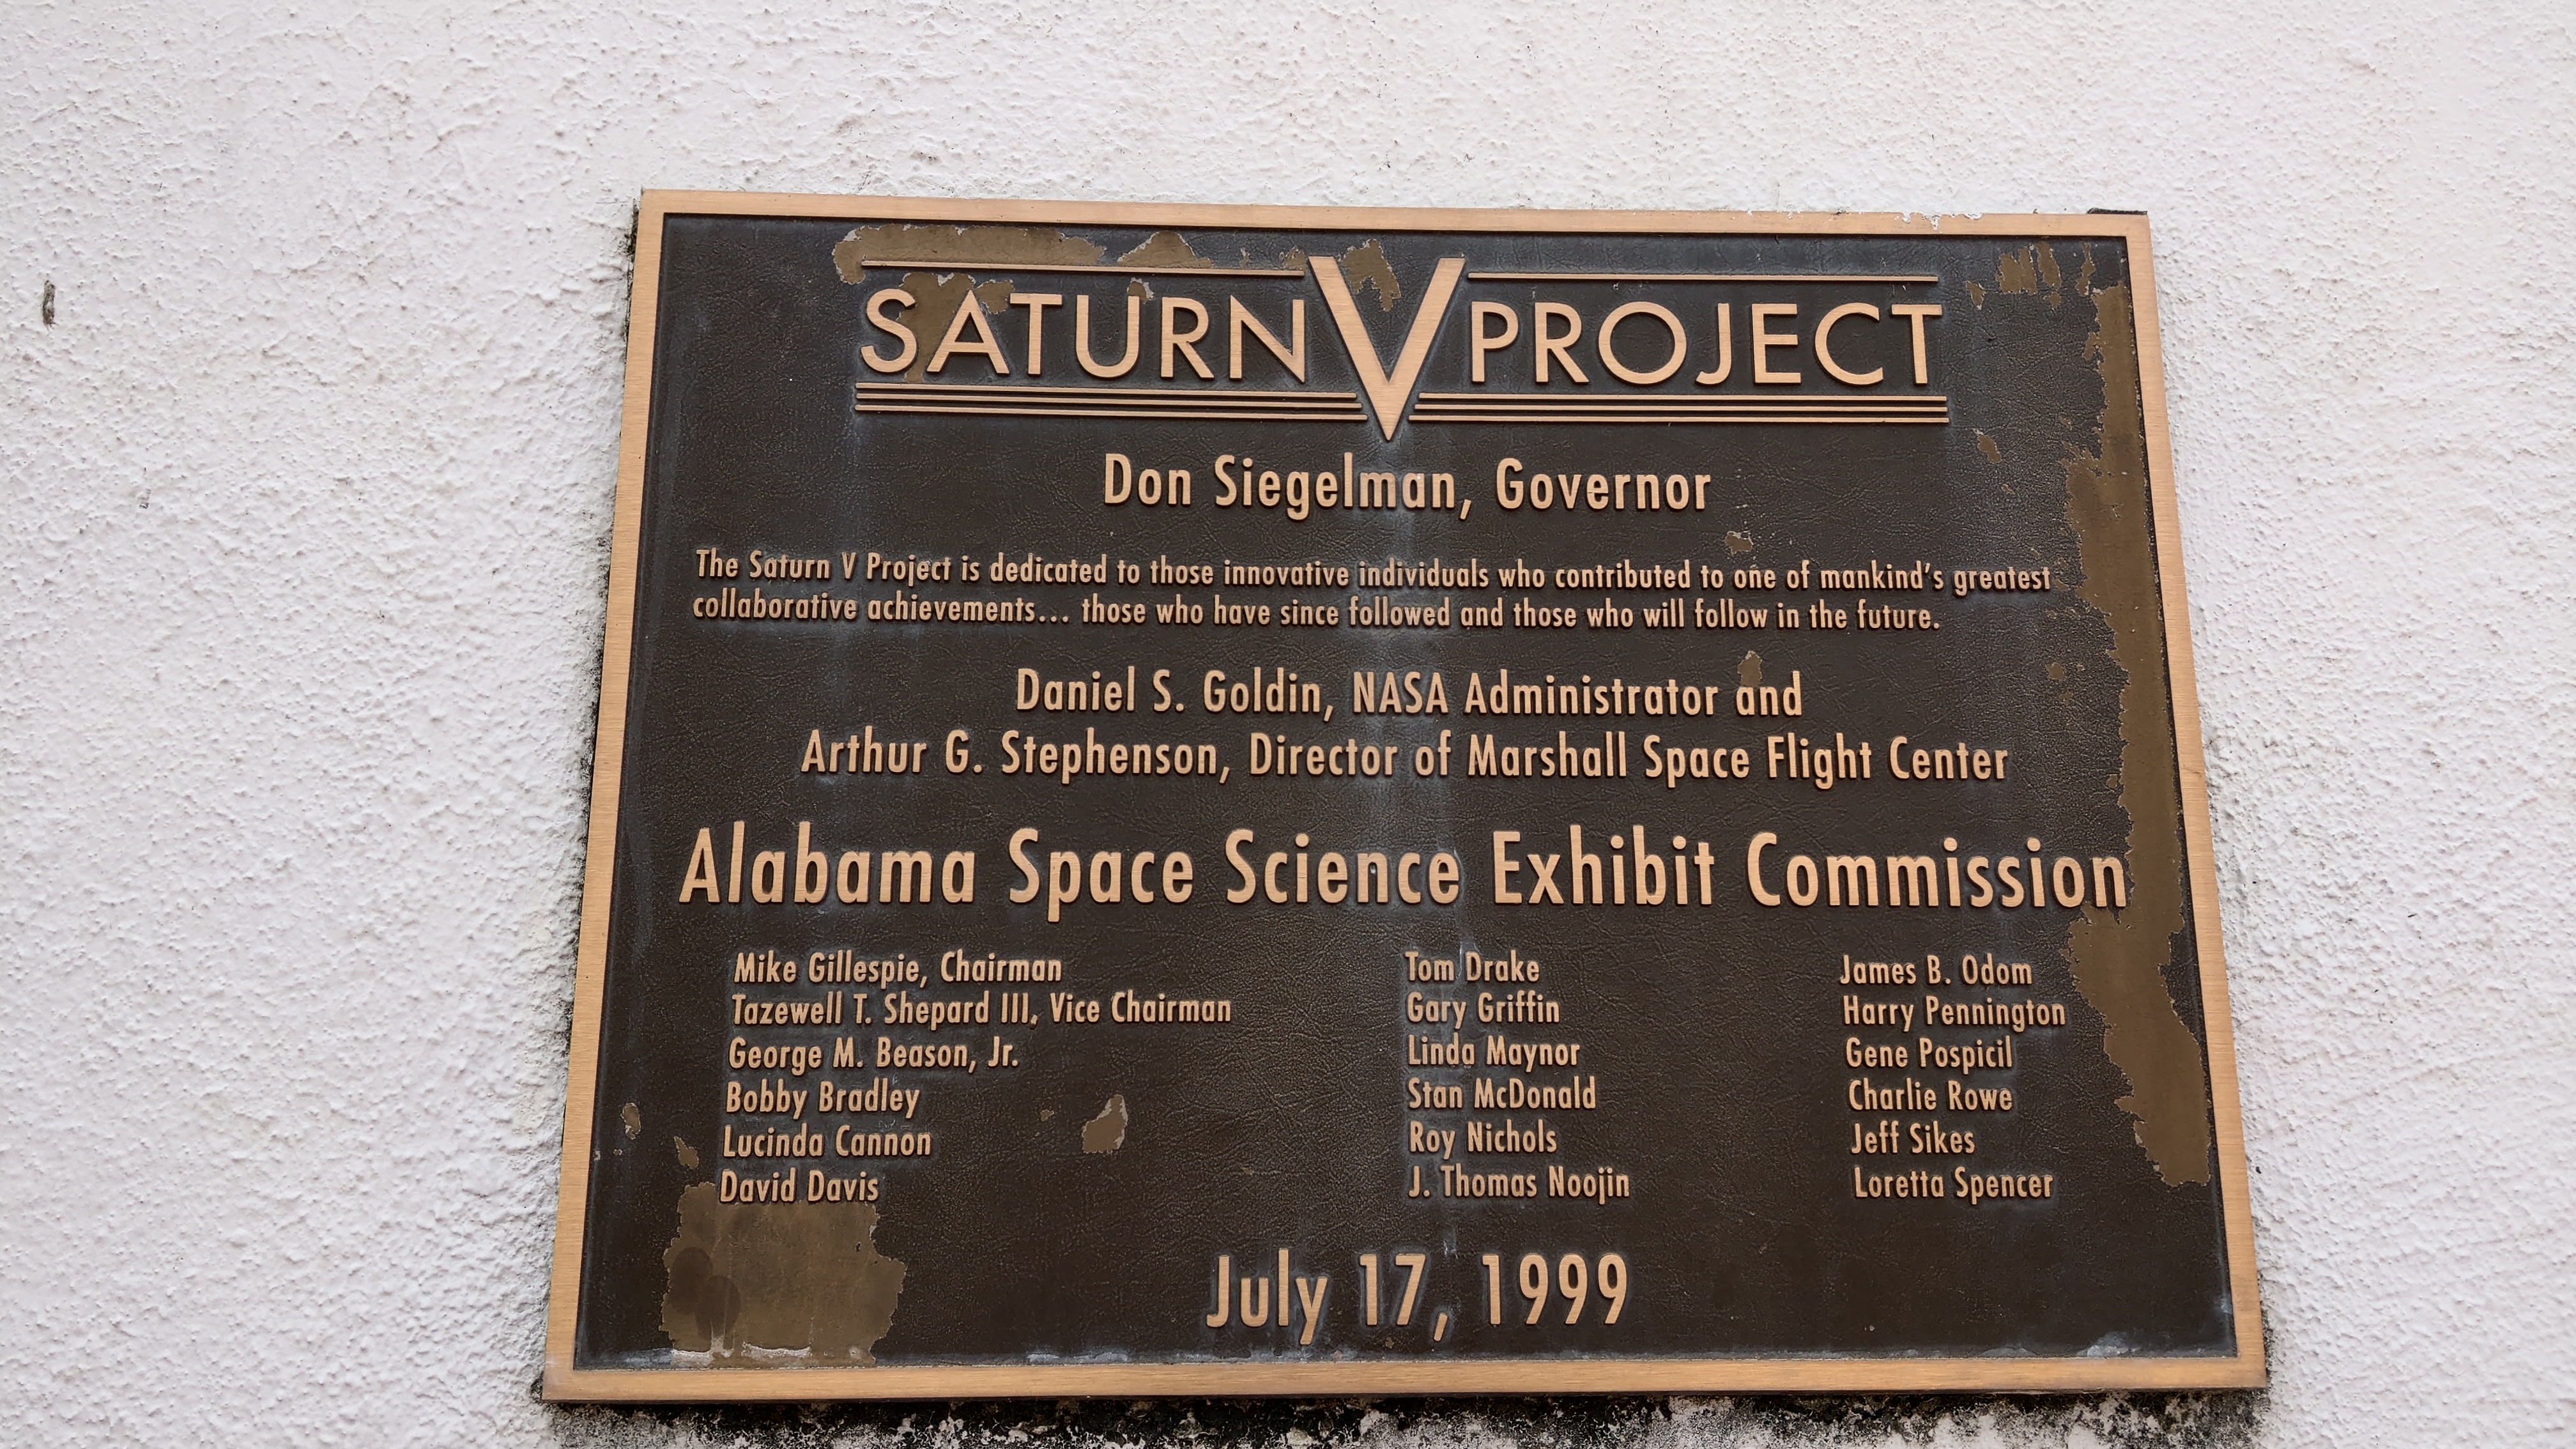 SATURN V PROJECT
Don Siegelman, Governor
The Saturn V Project is dedicated to those innovative individuals who contributed to one of mankind's greatest
collaborative achievements... those who have since followed and those who will follow in the future.
Daniel S. Goldin, NASA Administrator and
Arthur G. Stephenson, Director of Marshall Space Flight Center
Alabama Space Science Exhibit Commission
Mike Gillespie, Chairman
Tazewell T. Shepard III, Vice Chairman
George M. Beason, Jr.
Bobby Bradley
Lucinda Cannon
David Davis
Tom Drake
Gary Griffin
Linda Maynor
Stan McDonald
Roy Nichols
J. Thomas Noojin
James B. Odom
Harry Pennington
Gene Pospicil
Charlie Rowe
Jeff Sikes
Loretta Spencer
July 17, 1999